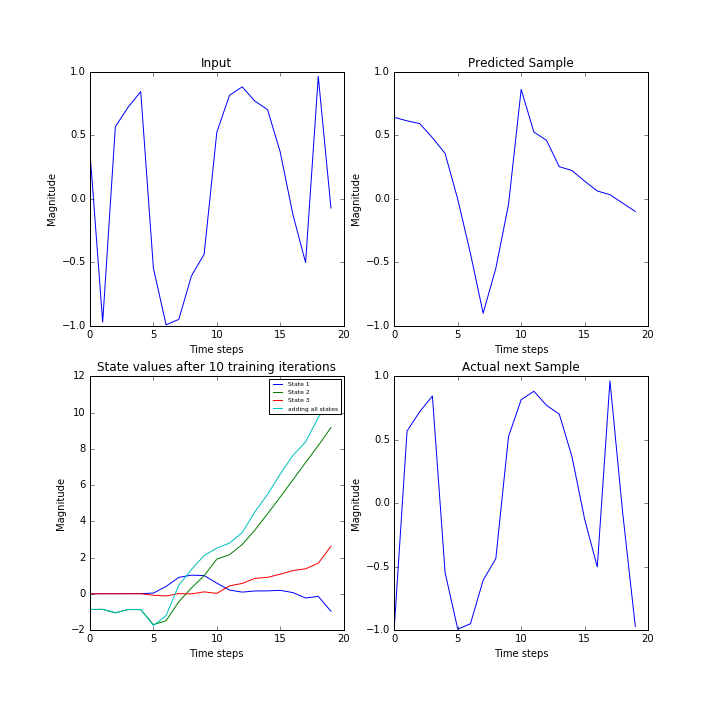 Input
Magnitude
1.0
0.5
0.0
−0.5
−1.0
0 5 10 15 20
Time steps
Predicted Sample
Magnitude
1.0
0.5
0.0
−0.5
−1.0
0 5 10 15 20
Time steps
State values after 10 training iterations
Magnitude
12
10
8
6
4
2
0
−2
0 5 10 15 20
Time steps
State 1
State 2
State 3
adding all states
Actual next Sample
Magnitude
1.0
0.5
0.0
−0.5
−1.0
0 5 10 15 20
Time steps